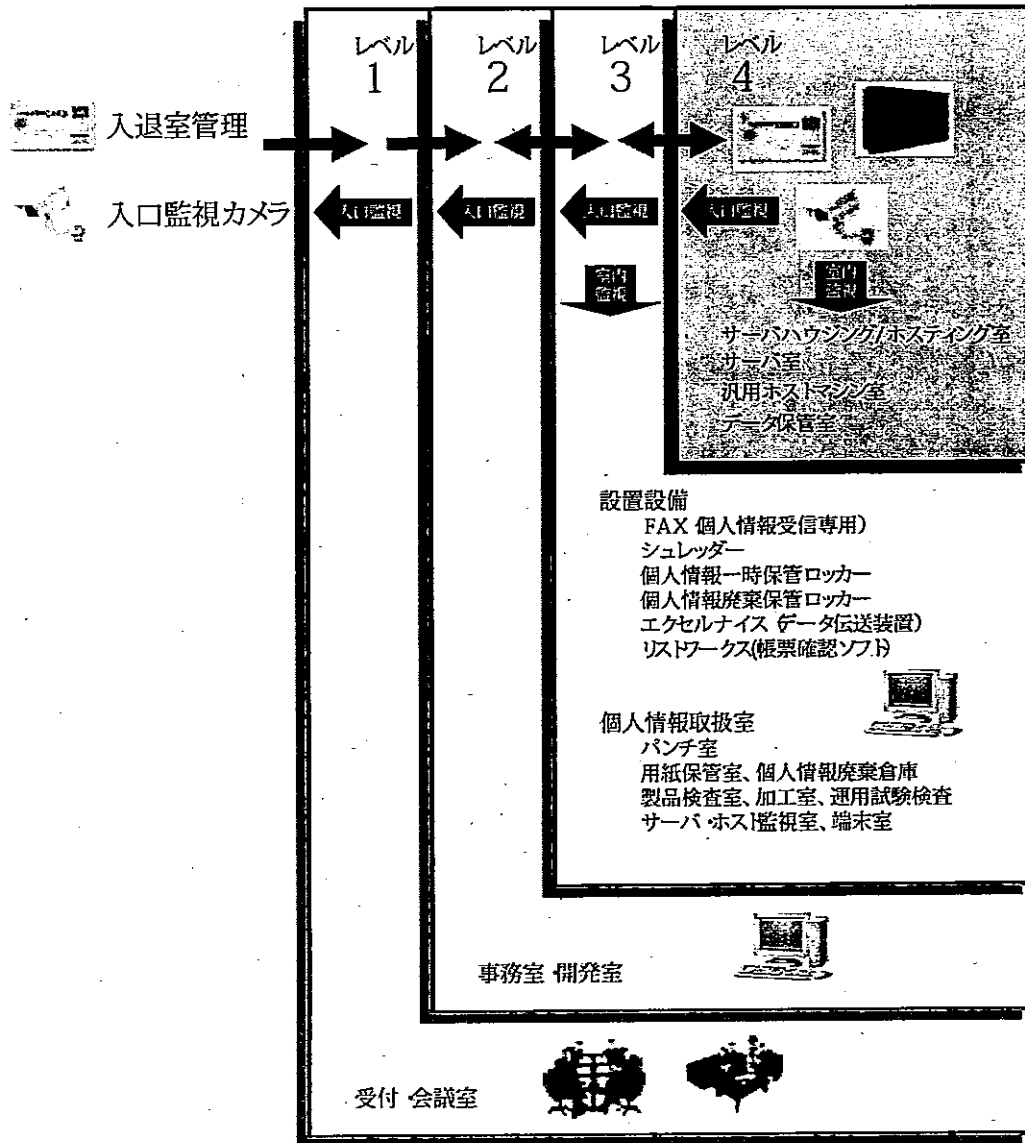 レベル
1
レベル
2
レベル
3
レベル
4
入退室管理
入口監視カメラ
入口監視
入口監視
入口監視
入口監視
室内
監視
室内
監視
サーバハウジング/ホスティング室
サーバ室
汎用ホストマシン室
データ保管室
設置設備
FAX 個人情報受信専用)
シュレッダー
個人情報一時保管ロッカー
個人情報廃棄保管ロッカー
エクセルナイス (データ伝送装置)
リストワークス(帳票確認ソフト)
個人情報取扱室
パンチ室
用紙保管室、個人情報廃棄倉庫
製品検査室、加工室、運用試験検査
サーバ・ホスト監視室、端末室
事務室・開発室
受付・会議室